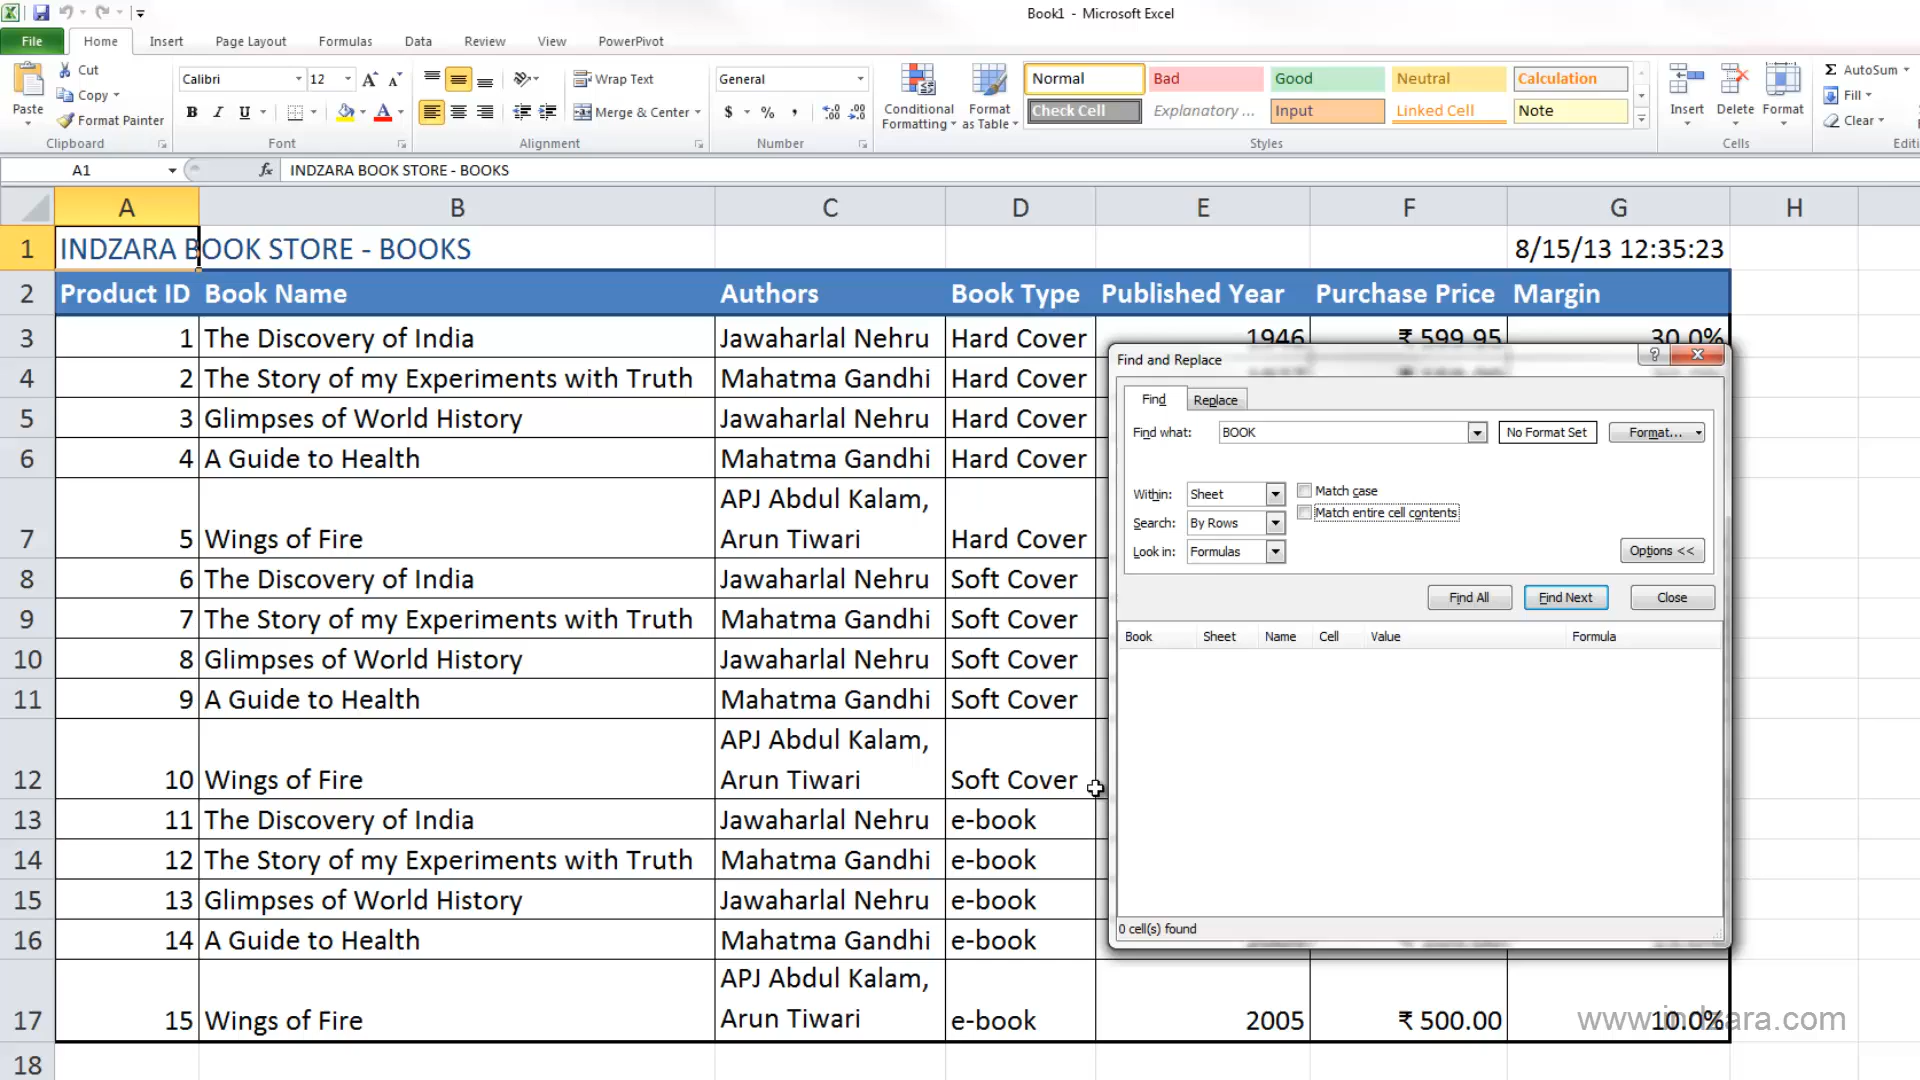 Book1 - Microsoft Excel
File Home Insert Page Layout Formulas Data Review View PowerPivot
Paste
Cut
Copy
Format Painter
Clipboard
Calibri 12
B I U
Font
Wrap Text
Merge & Center
Alignment
General
$ % ,
Number
Conditional Formatting
Format as Table
Normal Bad Good Neutral Calculation
Check Cell Explanatory ... Input Linked Cell Note
Styles
Insert Delete Format
Cells
Σ AutoSum
Fill
Clear
A1 fx INDZARA BOOK STORE - BOOKS
A B C D E F G H
1 INDZARA BOOK STORE - BOOKS 8/15/13 12:35:23
2 Product ID Book Name Authors Book Type Published Year Purchase Price Margin
3 1 The Discovery of India Jawaharlal Nehru Hard Cover 1946 ₹ 599.95 30.0%
4 2 The Story of my Experiments with Truth Mahatma Gandhi Hard Cover
5 3 Glimpses of World History Jawaharlal Nehru Hard Cover
6 4 A Guide to Health Mahatma Gandhi Hard Cover
APJ Abdul Kalam,
7 5 Wings of Fire Arun Tiwari Hard Cover
8 6 The Discovery of India Jawaharlal Nehru Soft Cover
9 7 The Story of my Experiments with Truth Mahatma Gandhi Soft Cover
10 8 Glimpses of World History Jawaharlal Nehru Soft Cover
11 9 A Guide to Health Mahatma Gandhi Soft Cover
APJ Abdul Kalam,
12 10 Wings of Fire Arun Tiwari Soft Cover
13 11 The Discovery of India Jawaharlal Nehru e-book
14 12 The Story of my Experiments with Truth Mahatma Gandhi e-book
15 13 Glimpses of World History Jawaharlal Nehru e-book
16 14 A Guide to Health Mahatma Gandhi e-book
APJ Abdul Kalam,
17 15 Wings of Fire Arun Tiwari e-book 2005 ₹ 500.00 10.0%
18
Find and Replace
Find Replace
Find what: BOOK No Format Set Format...
Within: Sheet Match case
Search: By Rows Match entire cell contents
Look in: Formulas Options <<
Find All Find Next Close
Book Sheet Name Cell Value Formula
0 cell(s) found
www.indzara.com